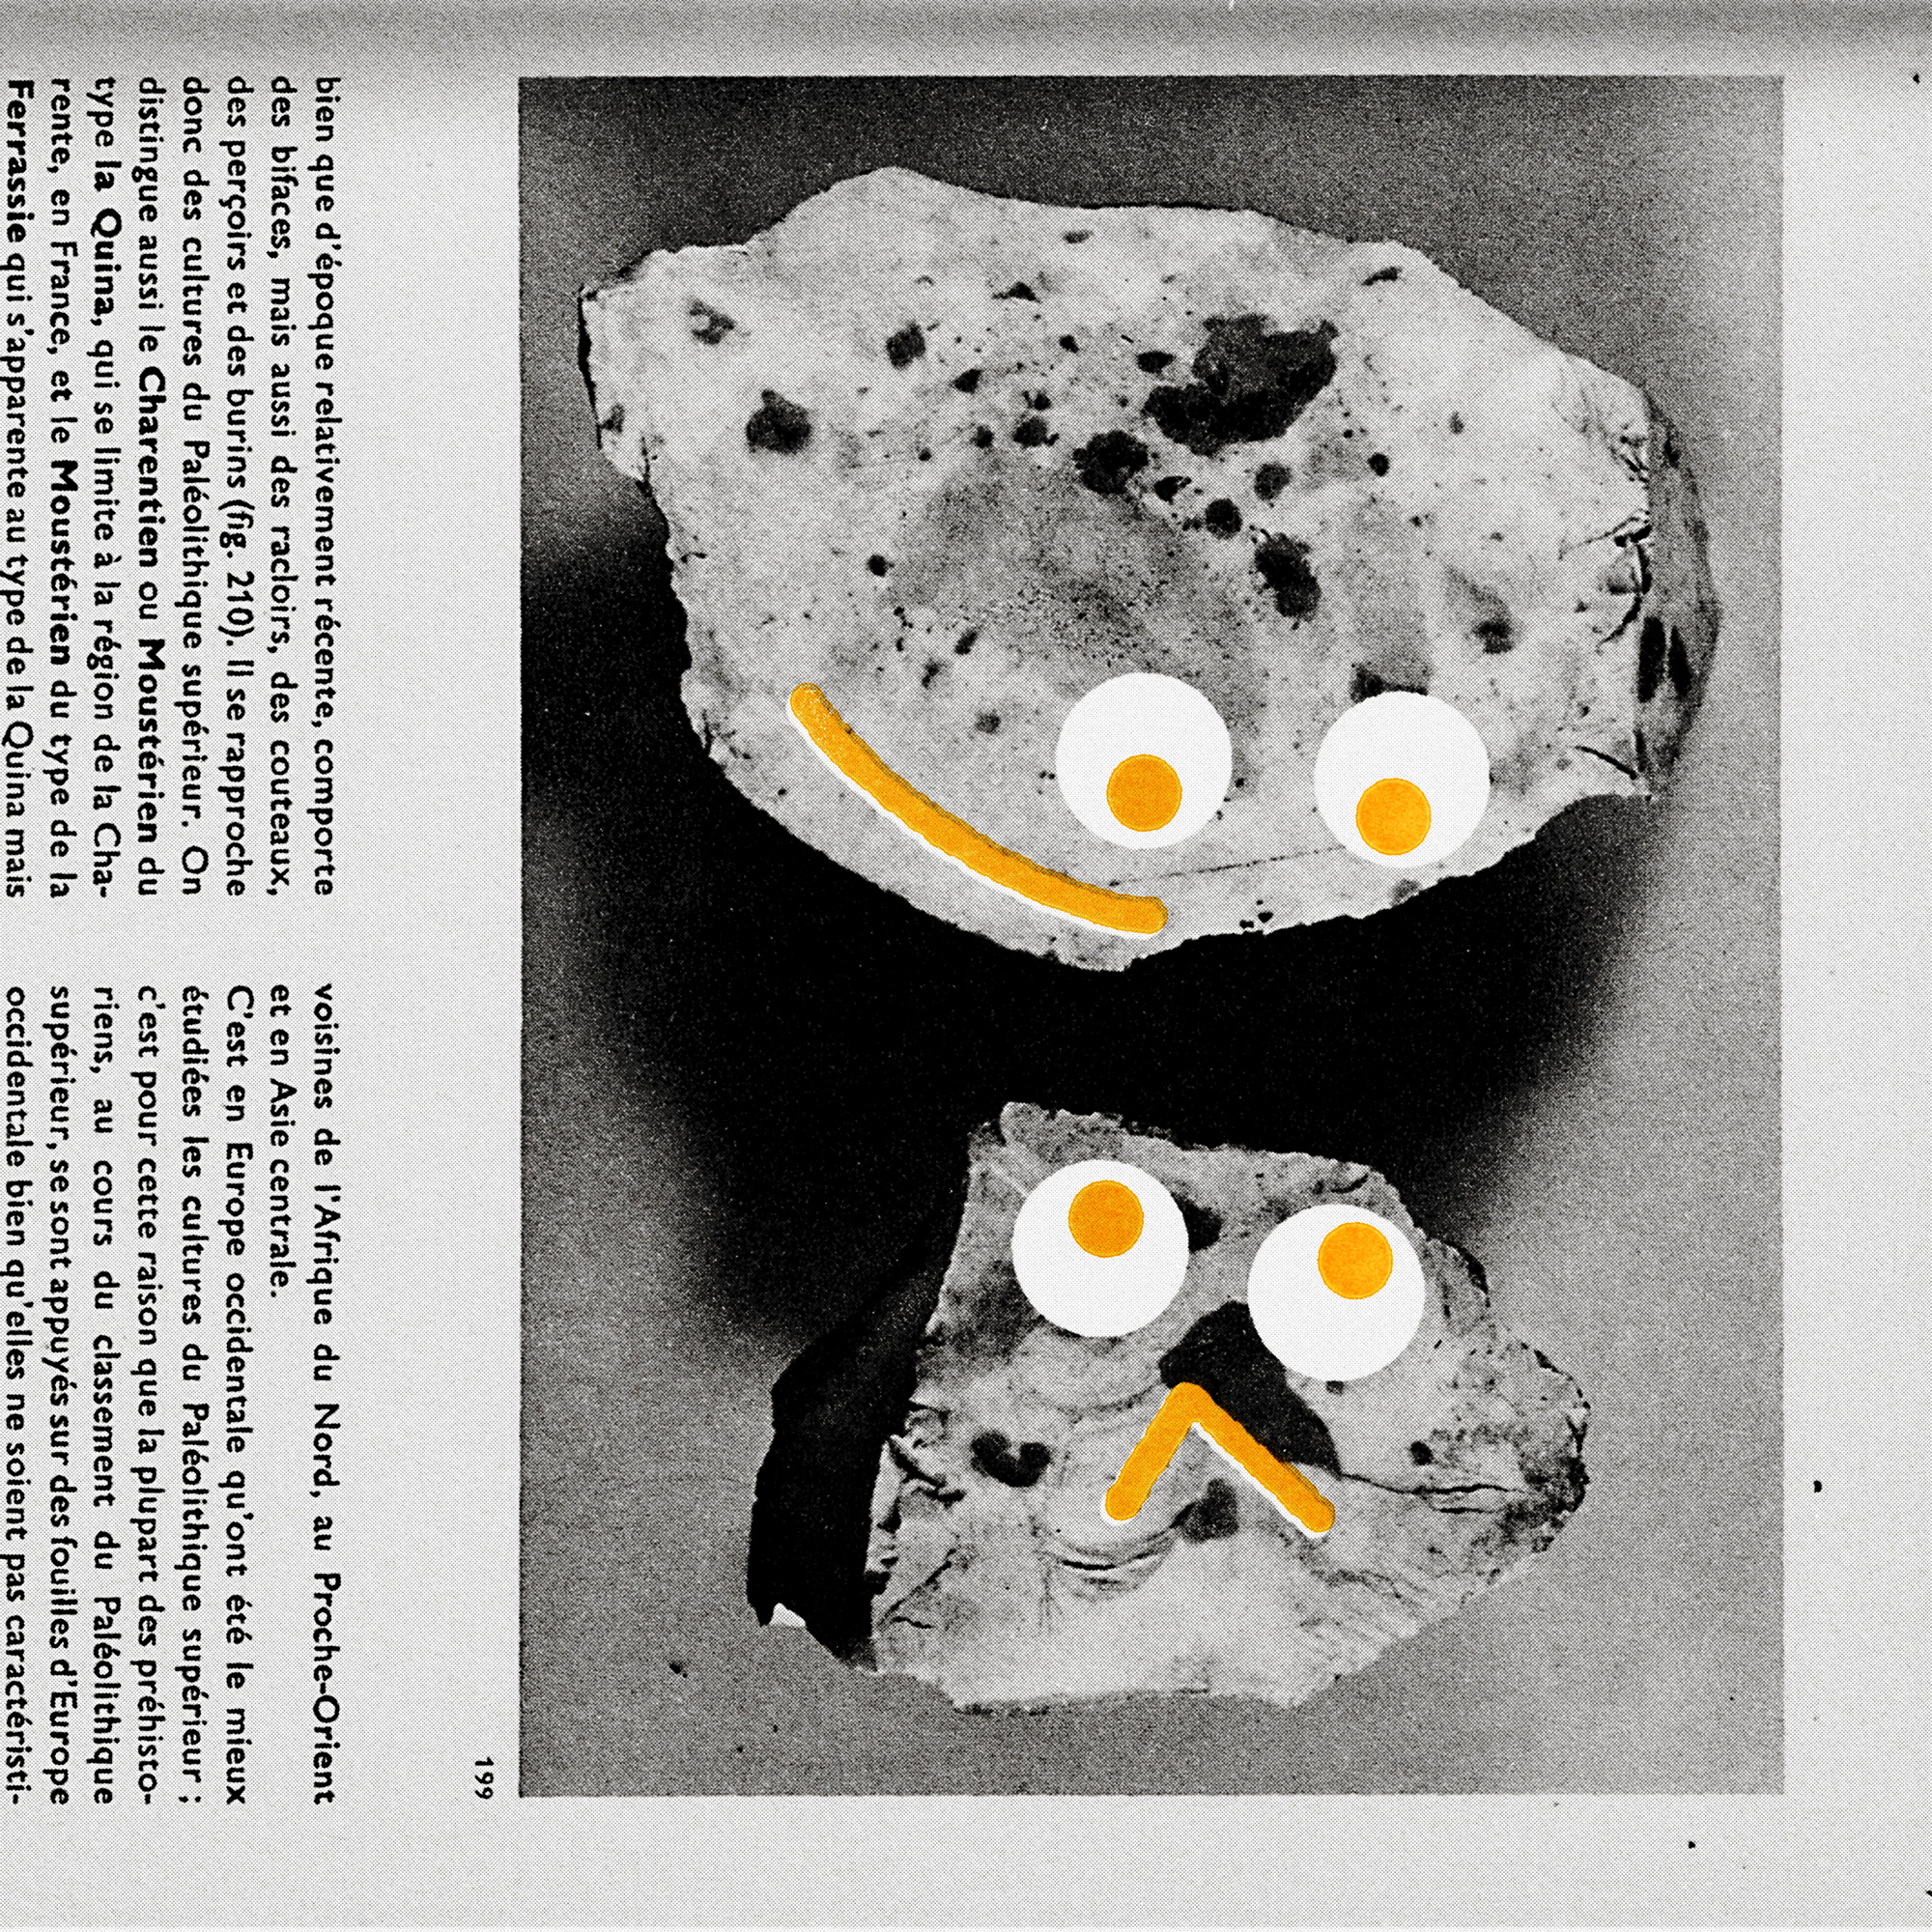 bien que d'époque relativement récente, comporte
des bifaces, mais aussi des racloirs, des couteaux,
des perçoirs et des burins (fig. 210). Il se rapproche
donc des cultures du Paléolithique supérieur. On
distingue aussi le Charentien ou Moustérien du
type la Quina, qui se limite à la région de la Cha-
rente, en France, et le Moustérien du type de la
Ferrassie qui s'apparente au type de la Quina mais
voisines de l'Afrique du Nord, au Proche-Orient
et en Asie centrale.
C'est en Europe occidentale qu'ont été le mieux
étudiées les cultures du Paléolithique supérieur ;
c'est pour cette raison que la plupart des préhisto-
riens, au cours du classement du Paléolithique
supérieur, se sont appuyés sur des fouilles d'Europe
occidentale bien qu'elles ne soient pas caractéristi-
199